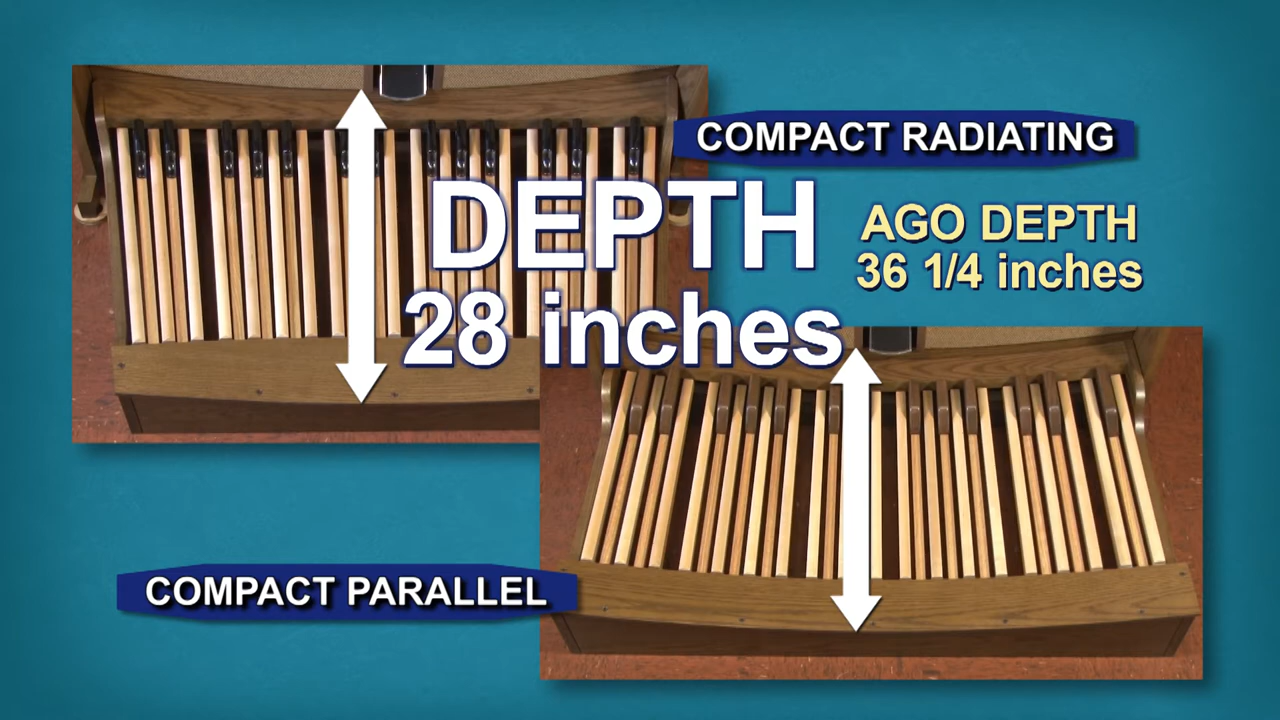 COMPACT RADIATING
DEPTH
28 inches
AGO DEPTH
36 1/4 inches
COMPACT PARALLEL